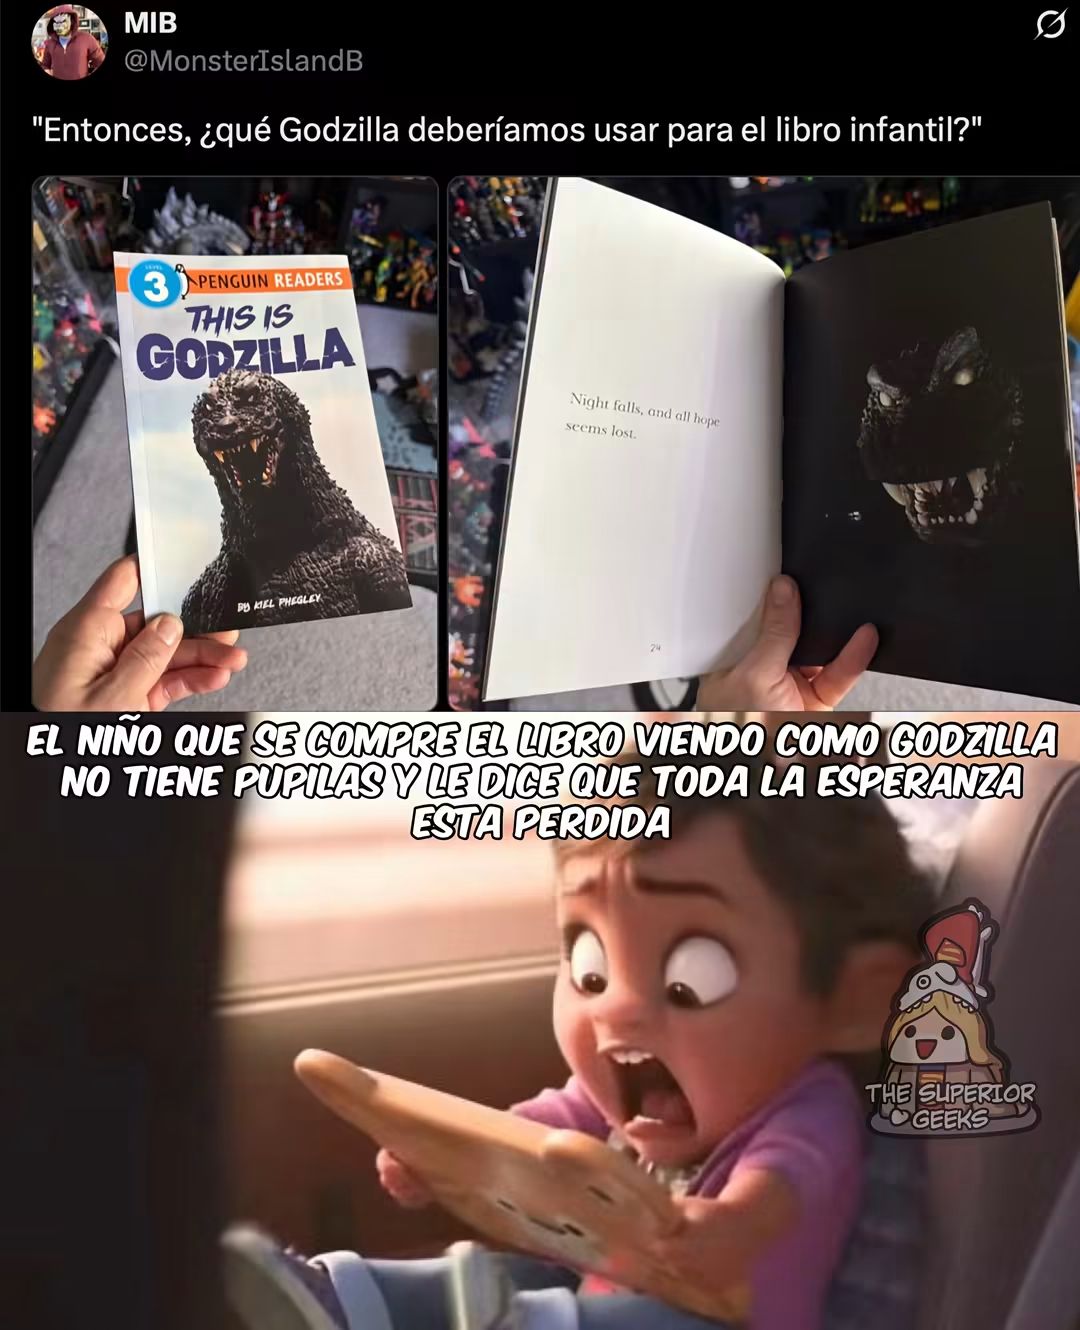 MIB
@MonsterIslandB
"Entonces, ¿qué Godzilla deberíamos usar para el libro infantil?"
LEVEL
3
PENGUIN READERS
THIS IS
GODZILLA
BY KIEL PHEGLEY
Night falls, and all hope
seems lost.
24
EL NIÑO QUE SE COMPRE EL LIBRO VIENDO COMO GODZILLA
NO TIENE PUPILAS Y LE DICE QUE TODA LA ESPERANZA
ESTA PERDIDA
THE SUPERIOR
GEEKS